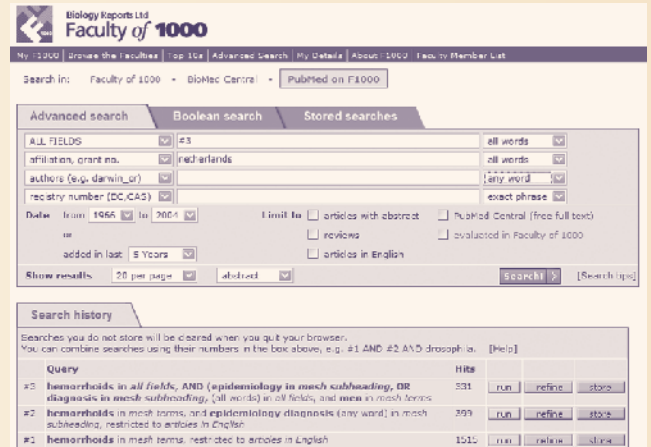 Biology Reports Ltd
Faculty of 1000
My F1000 | Browse the Faculties | Top 10s | Advanced Search | My Details | About F1000 | Faculty Member List
Search in: Faculty of 1000 • BioMed Central • PubMed on F1000
Advanced search Boolean search Stored searches
ALL FIELDS #3 all words
affiliation, grant no. netherlands all words
authors (e.g. darwin_cr) any word
registry number (EC,CAS) exact phrase
Date from 1966 to 2004 Limit to articles with abstract PubMed Central (free full text)
or reviews evaluated in Faculty of 1000
added in last 5 Years articles in English
Show results 20 per page abstract Search! [Search tips]
Search history
Searches you do not store will be cleared when you quit your browser.
You can combine searches using their numbers in the box above, e.g. #1 AND #2 AND drosophila. [Help]
Query Hits
#3 hemorrhoids in all fields, AND (epidemiology in mesh subheading, OR 331 run refine store
diagnosis in mesh subheading, (all words) in all fields, and men in mesh terms
#2 hemorrhoids in mesh terms, and epidemiology diagnosis (any word) in mesh 399 run refine store
subheading, restricted to articles in English
#1 hemorrhoids in mesh terms, restricted to articles in English 1515 run refine store